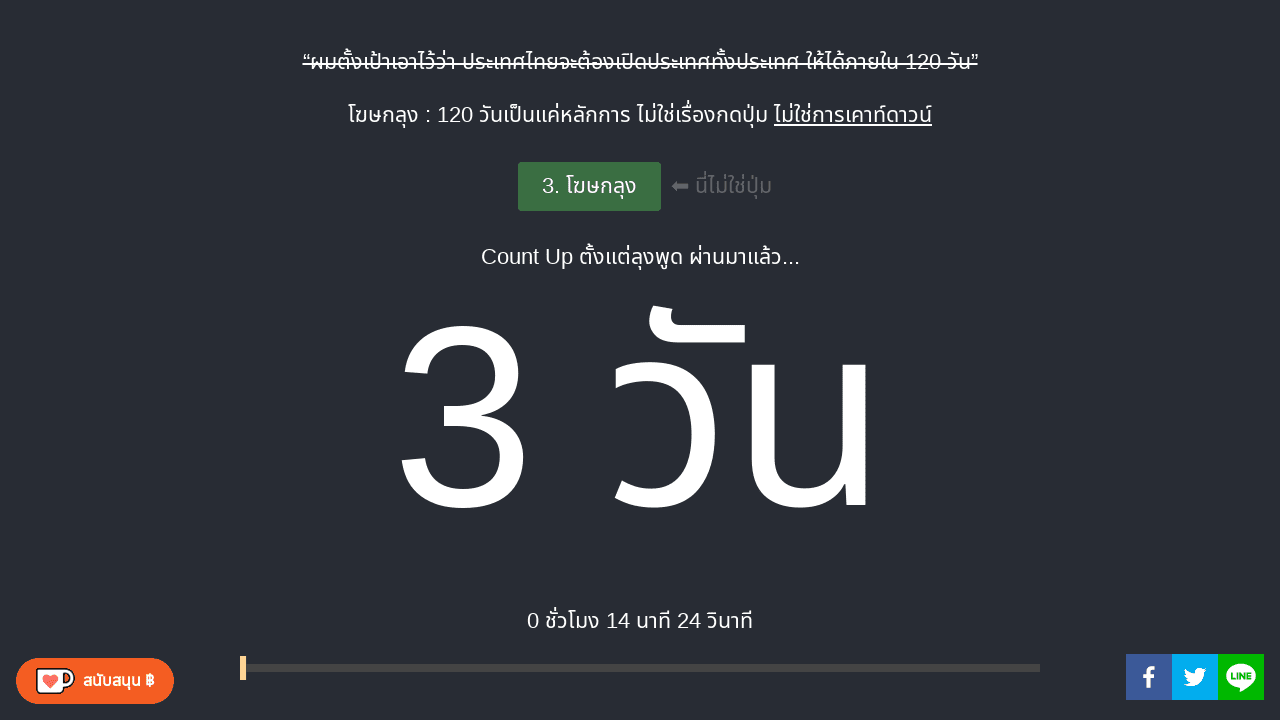 “ผมตั้งเป้าเอาไว้ว่า ประเทศไทยจะต้องเปิดประเทศทั้งประเทศ ให้ได้ภายใน 120 วัน”
โฆษกลุง : 120 วันเป็นแค่หลักการ ไม่ใช่เรื่องกดปุ่ม ไม่ใช่การเคาท์ดาวน์
3. โฆษกลุง ⬅ นี่ไม่ใช่ปุ่ม
Count Up ตั้งแต่ลุงพูด ผ่านมาแล้ว...
3 วัน
0 ชั่วโมง 14 นาที 24 วินาที
สนับสนุน ฿
LINE